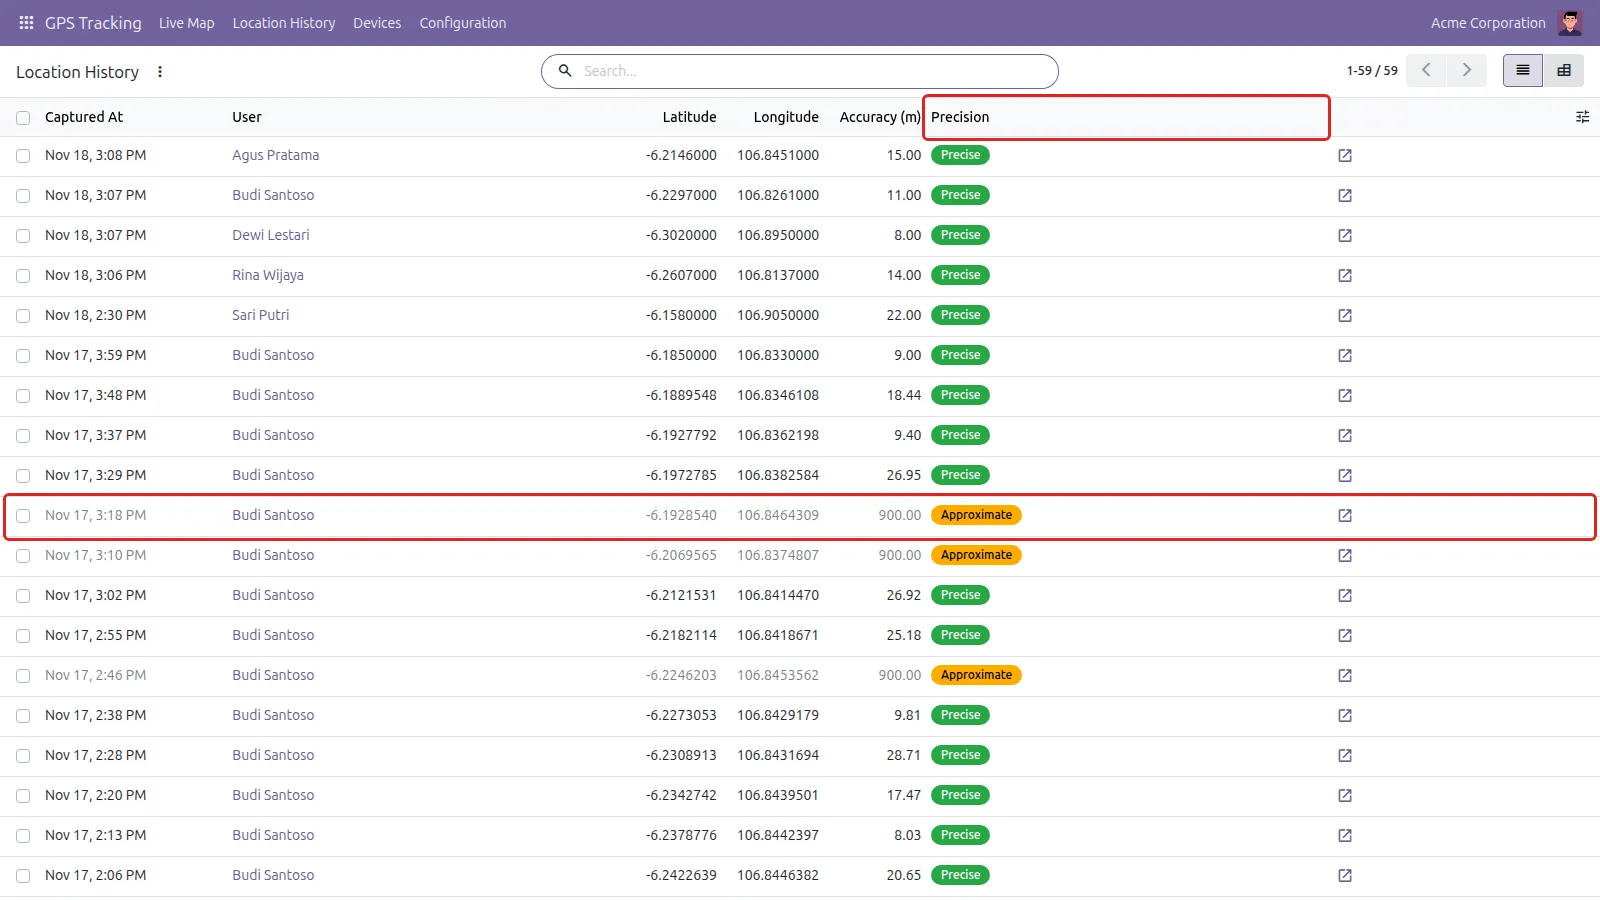 GPS Tracking Live Map Location History Devices Configuration Acme Corporation
Location History Search... 1-59 / 59
Captured At User Latitude Longitude Accuracy (m) Precision
Nov 18, 3:08 PM Agus Pratama -6.2146000 106.8451000 15.00 Precise
Nov 18, 3:07 PM Budi Santoso -6.2297000 106.8261000 11.00 Precise
Nov 18, 3:07 PM Dewi Lestari -6.3020000 106.8950000 8.00 Precise
Nov 18, 3:06 PM Rina Wijaya -6.2607000 106.8137000 14.00 Precise
Nov 18, 2:30 PM Sari Putri -6.1580000 106.9050000 22.00 Precise
Nov 17, 3:59 PM Budi Santoso -6.1850000 106.8330000 9.00 Precise
Nov 17, 3:48 PM Budi Santoso -6.1889548 106.8346108 18.44 Precise
Nov 17, 3:37 PM Budi Santoso -6.1927792 106.8362198 9.40 Precise
Nov 17, 3:29 PM Budi Santoso -6.1972785 106.8382584 26.95 Precise
Nov 17, 3:18 PM Budi Santoso -6.1928540 106.8464309 900.00 Approximate
Nov 17, 3:10 PM Budi Santoso -6.2069565 106.8374807 900.00 Approximate
Nov 17, 3:02 PM Budi Santoso -6.2121531 106.8414470 26.92 Precise
Nov 17, 2:55 PM Budi Santoso -6.2182114 106.8418671 25.18 Precise
Nov 17, 2:46 PM Budi Santoso -6.2246203 106.8453562 900.00 Approximate
Nov 17, 2:38 PM Budi Santoso -6.2273053 106.8429179 9.81 Precise
Nov 17, 2:28 PM Budi Santoso -6.2308913 106.8431694 28.71 Precise
Nov 17, 2:20 PM Budi Santoso -6.2342742 106.8439501 17.47 Precise
Nov 17, 2:13 PM Budi Santoso -6.2378776 106.8442397 8.03 Precise
Nov 17, 2:06 PM Budi Santoso -6.2422639 106.8446382 20.65 Precise